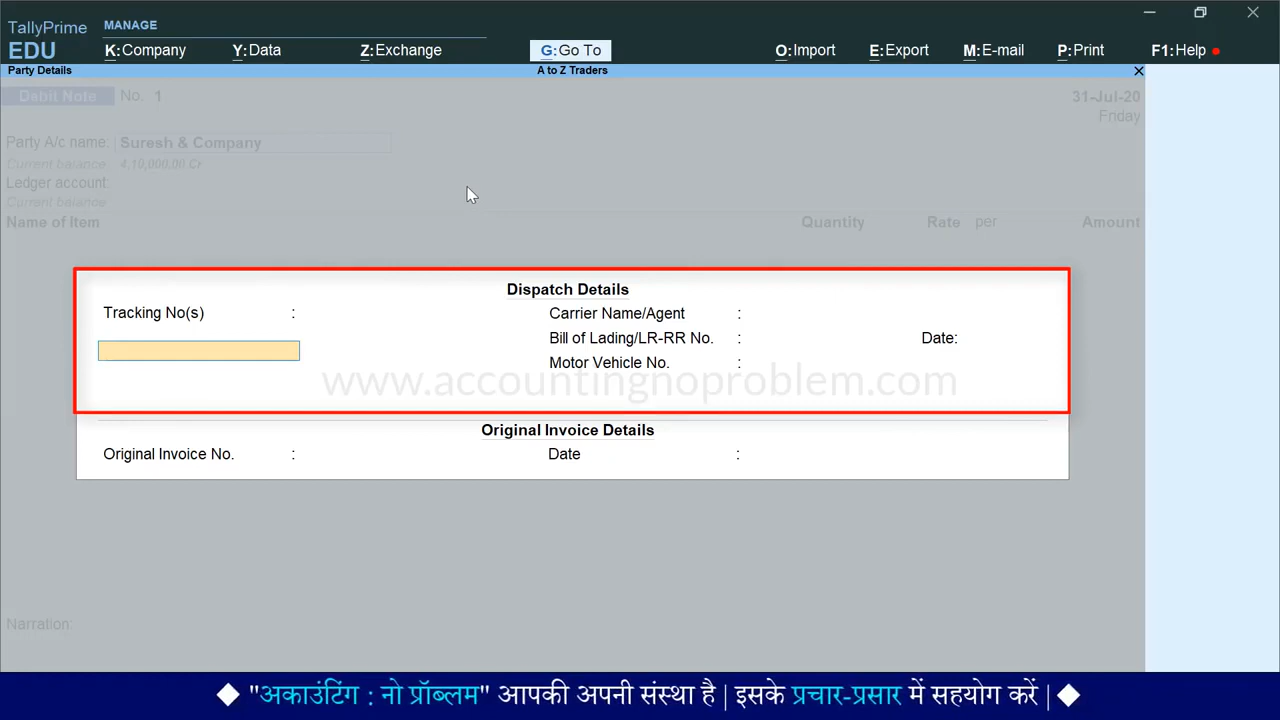 TallyPrime MANAGE
EDU K:Company Y:Data Z:Exchange G:Go To O:Import E:Export M:E-mail P:Print F1:Help
Party Details A to Z Traders
Dabit Note No. 1 31-Jul-20
Friday
Party A/c name: Suresh & Company
Current balance: 4,10,000.00 Cr
Ledger account:
Current balance:
Name of Item Quantity Rate per Amount
Dispatch Details
Tracking No(s) : Carrier Name/Agent :
Bill of Lading/LR-RR No. : Date:
Motor Vehicle No. :
www.accountingnoproblem.com
Original Invoice Details
Original Invoice No. : Date :
Narration:
"अकाउंटिंग : नो प्रॉब्लम" आपकी अपनी संस्था है | इसके प्रचार-प्रसार में सहयोग करें |